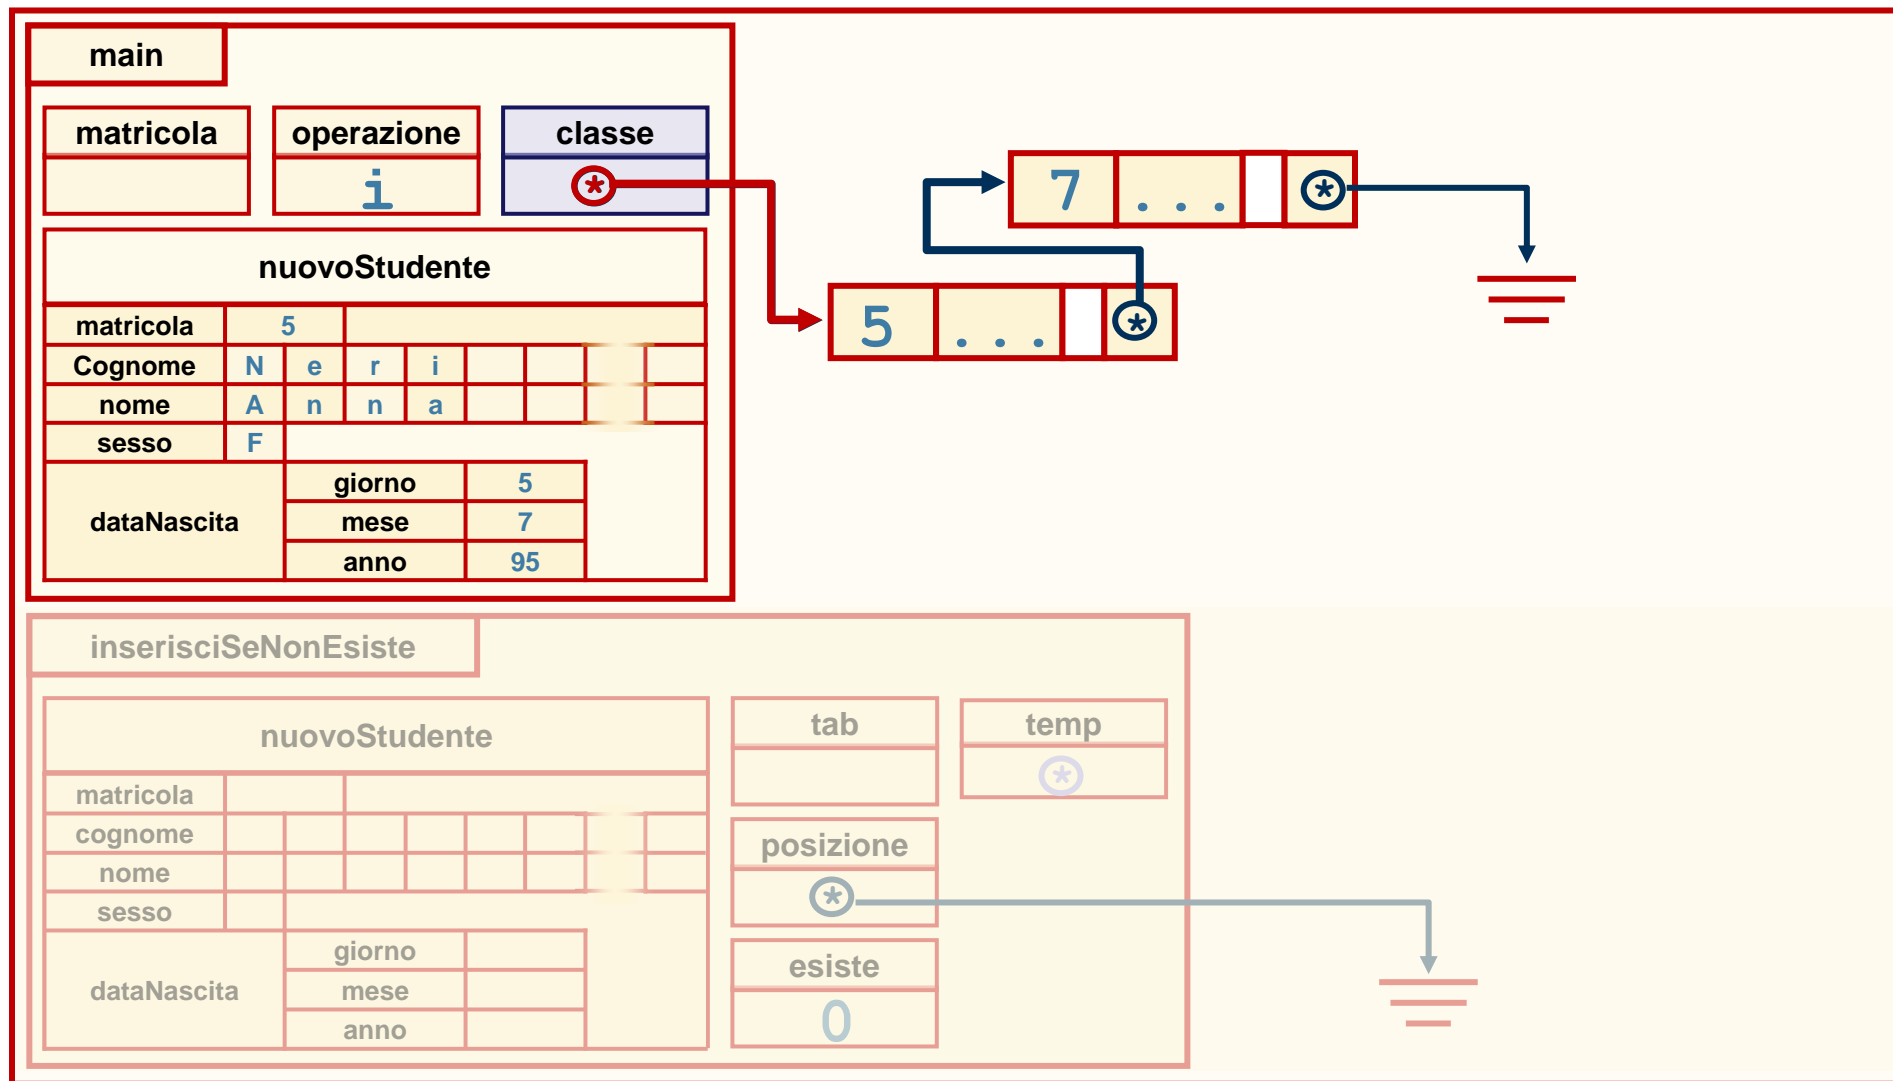 main
matricola operazione classe
i *
7 . . . *
nuovoStudente
5 . . . *
matricola 5
Cognome N e r i
nome A n n a
sesso F
dataNascita
giorno 5
mese 7
anno 95
inserisciSeNonEsiste
nuovoStudente
tab temp
*
matricola
cognome
nome
sesso
posizione
*
dataNascita
giorno
mese
anno
esiste
0